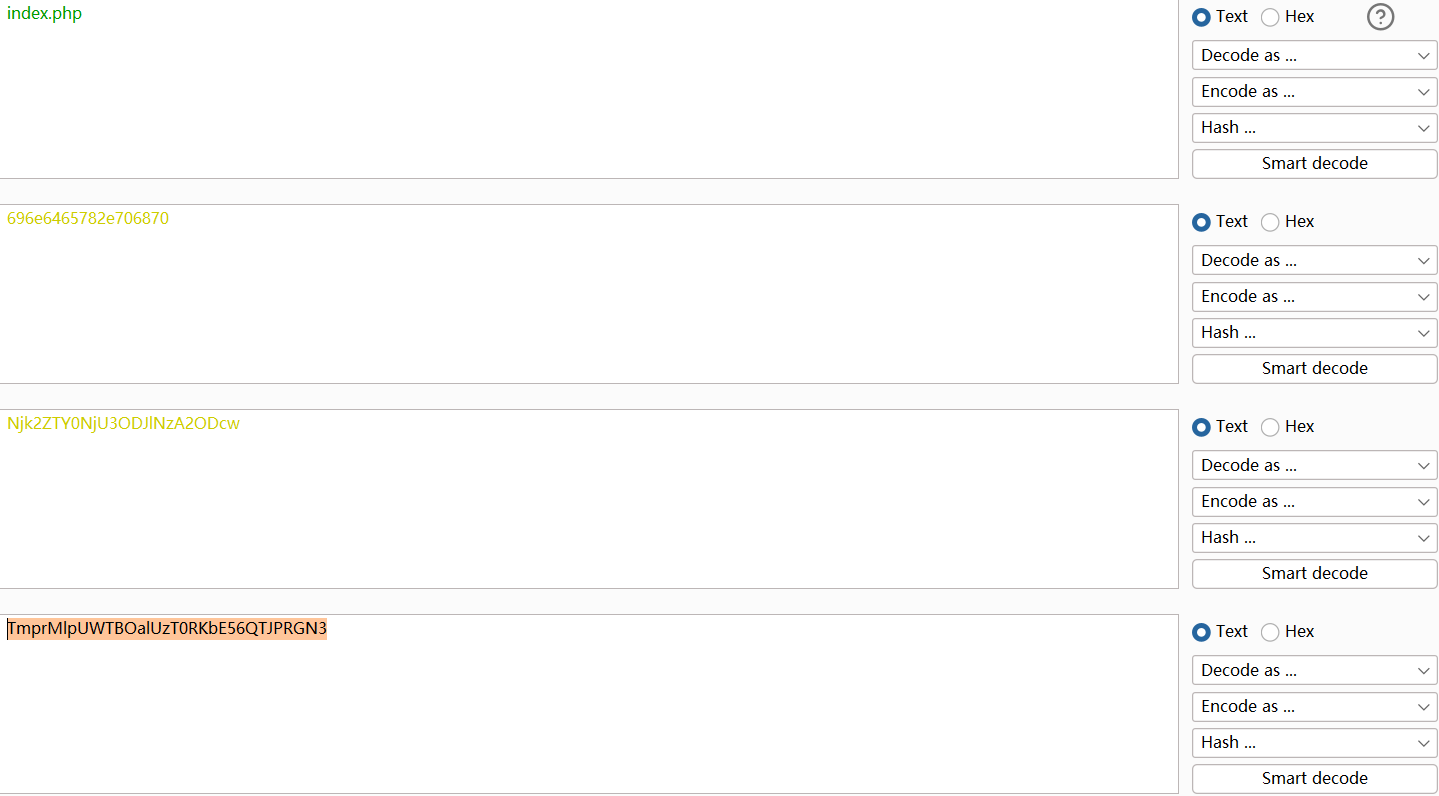 index.php
Text Hex ?
Decode as ...
Encode as ...
Hash ...
Smart decode
696e6465782e706870
Text Hex
Decode as ...
Encode as ...
Hash ...
Smart decode
Njk2ZTY0NjU3ODJlNzA2ODcw
Text Hex
Decode as ...
Encode as ...
Hash ...
Smart decode
TmprMlpUWTBOalUzT0RKbE56QTJPRGN3
Text Hex
Decode as ...
Encode as ...
Hash ...
Smart decode